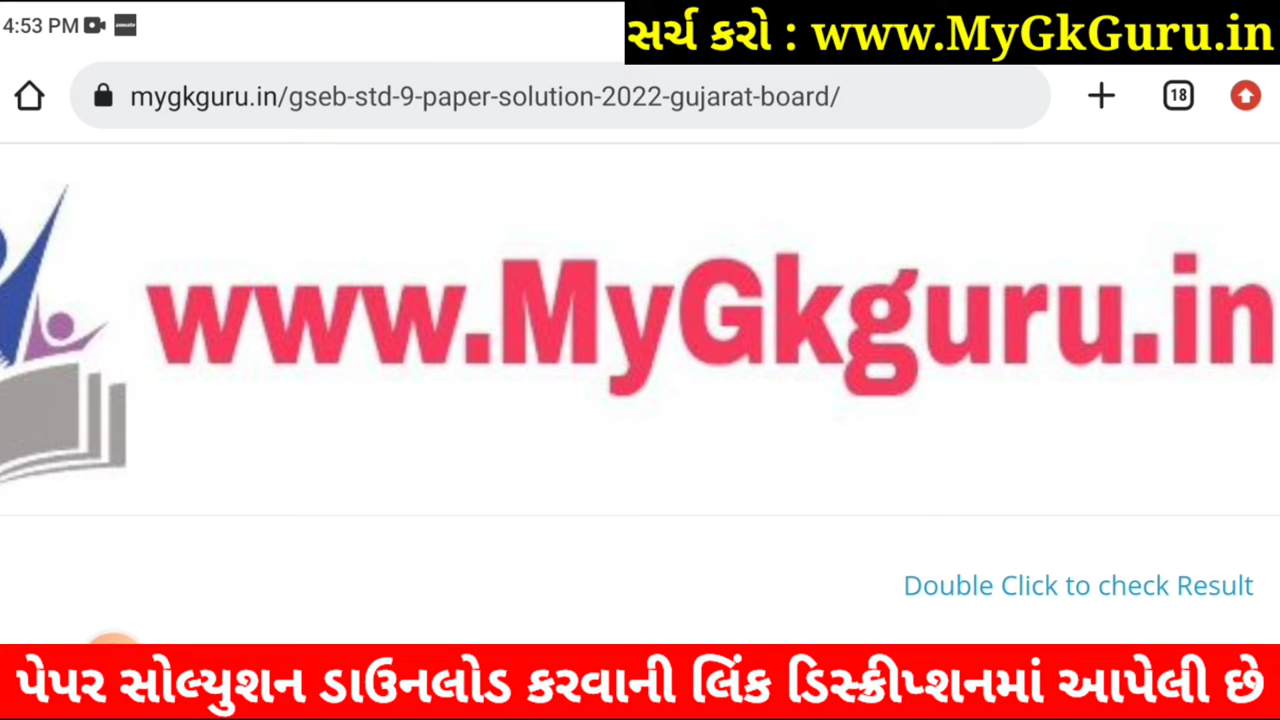 4:53 PM
સર્ચ કરો : www.MyGkGuru.in
mygkguru.in/gseb-std-9-paper-solution-2022-gujarat-board/
18
www.MyGkguru.in
Double Click to check Result
પેપર સોલ્યુશન ડાઉનલોડ કરવાની લિંક ડિસ્ક્રીપ્શનમાં આપેલી છે